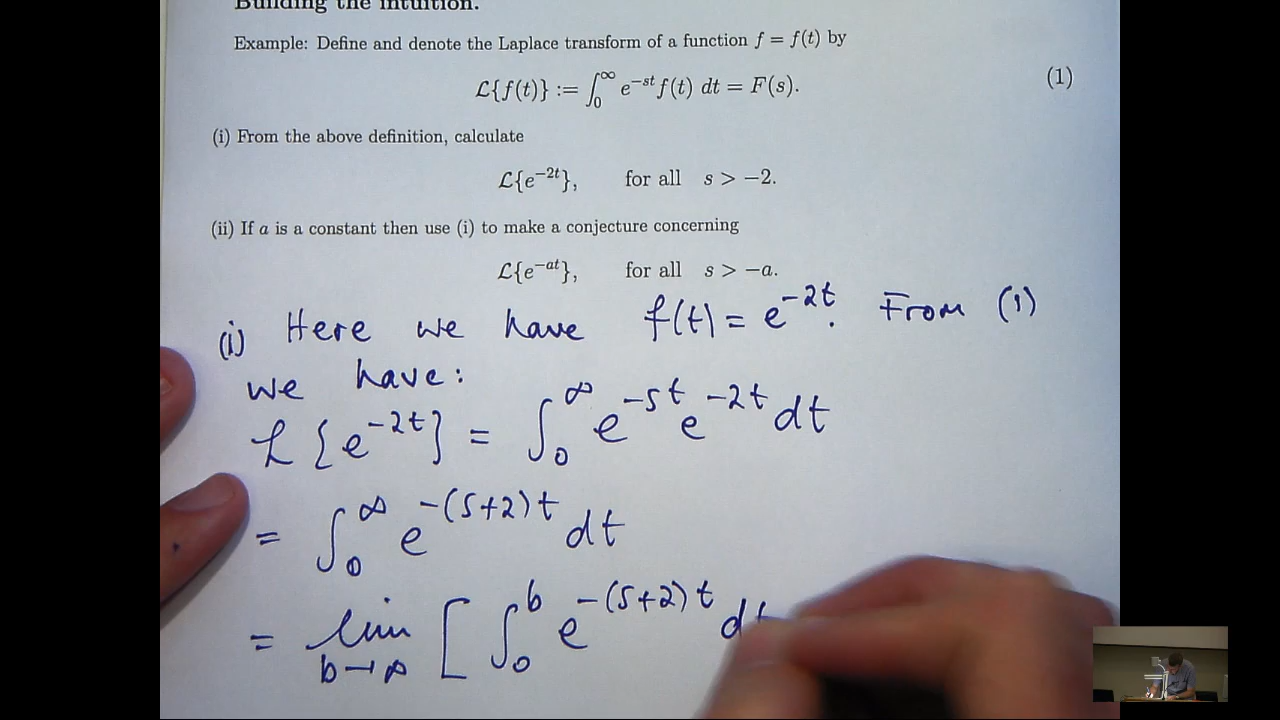 Building the intuition.
Example: Define and denote the Laplace transform of a function f = f(t) by
ℒ{f(t)} := ∫₀^∞ e^{-st} f(t) dt = F(s). (1)
(i) From the above definition, calculate
ℒ{e^{-2t}}, for all s > −2.
(ii) If a is a constant then use (i) to make a conjecture concerning
ℒ{e^{-at}}, for all s > −a.
(i) Here we have f(t) = e^{-2t}. From (1)
we have:
ℒ{e^{-2t}} = ∫₀^∞ e^{-st} e^{-2t} dt
= ∫₀^∞ e^{-(s+2)t} dt
= lim b→∞ [ ∫₀^b e^{-(s+2)t} dt